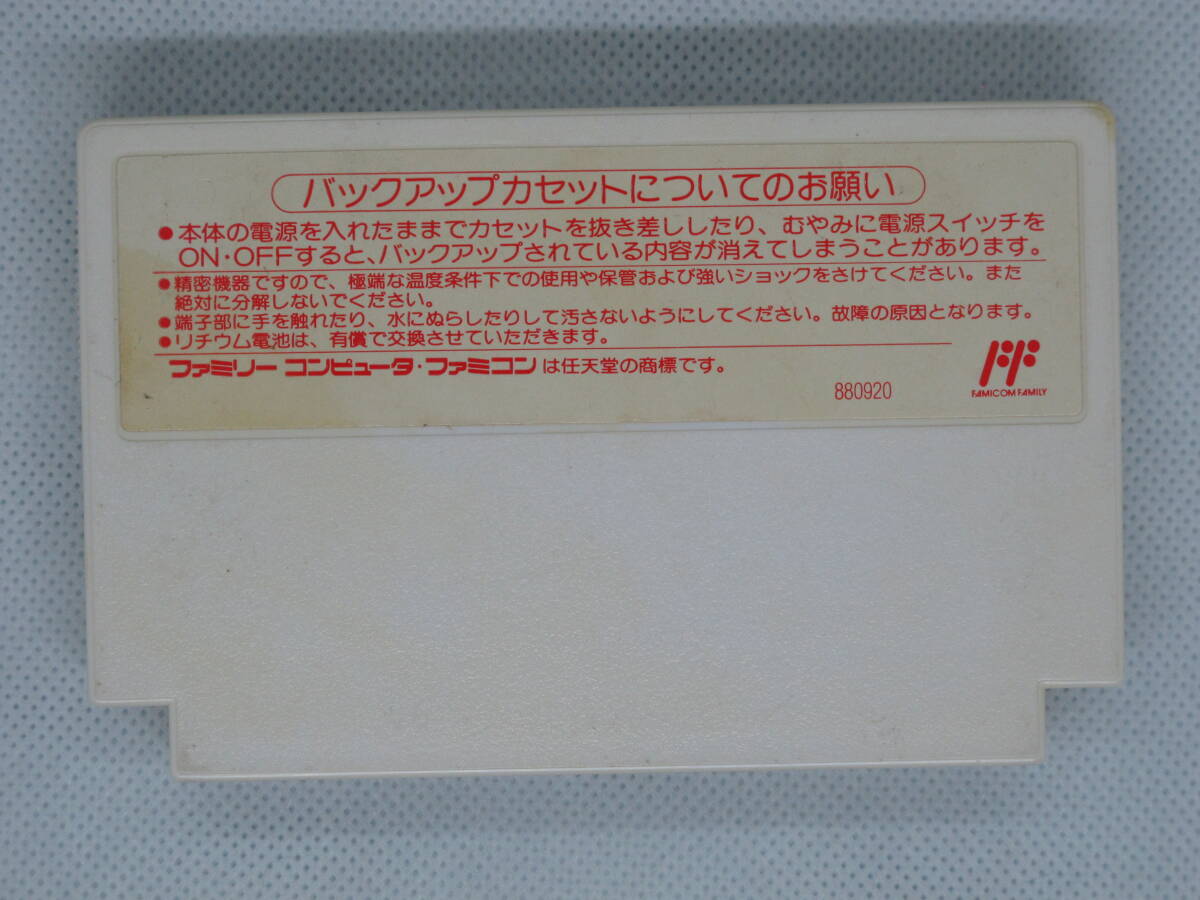 バックアップカセットについてのお願い
●本体の電源を入れたままでカセットを抜き差ししたり、むやみに電源スイッチを
ON・OFFすると、バックアップされている内容が消えてしまうことがあります。
●精密機器ですので、極端な温度条件下での使用や保管および強いショックをさけてください。また
絶対に分解しないでください。
●端子部に手を触れたり、水にぬらしたりして汚さないようにしてください。故障の原因となります。
●リチウム電池は、有償で交換させていただきます。
ファミリー コンピュータ・ファミコンは任天堂の商標です。
880920
FAMICOM FAMILY